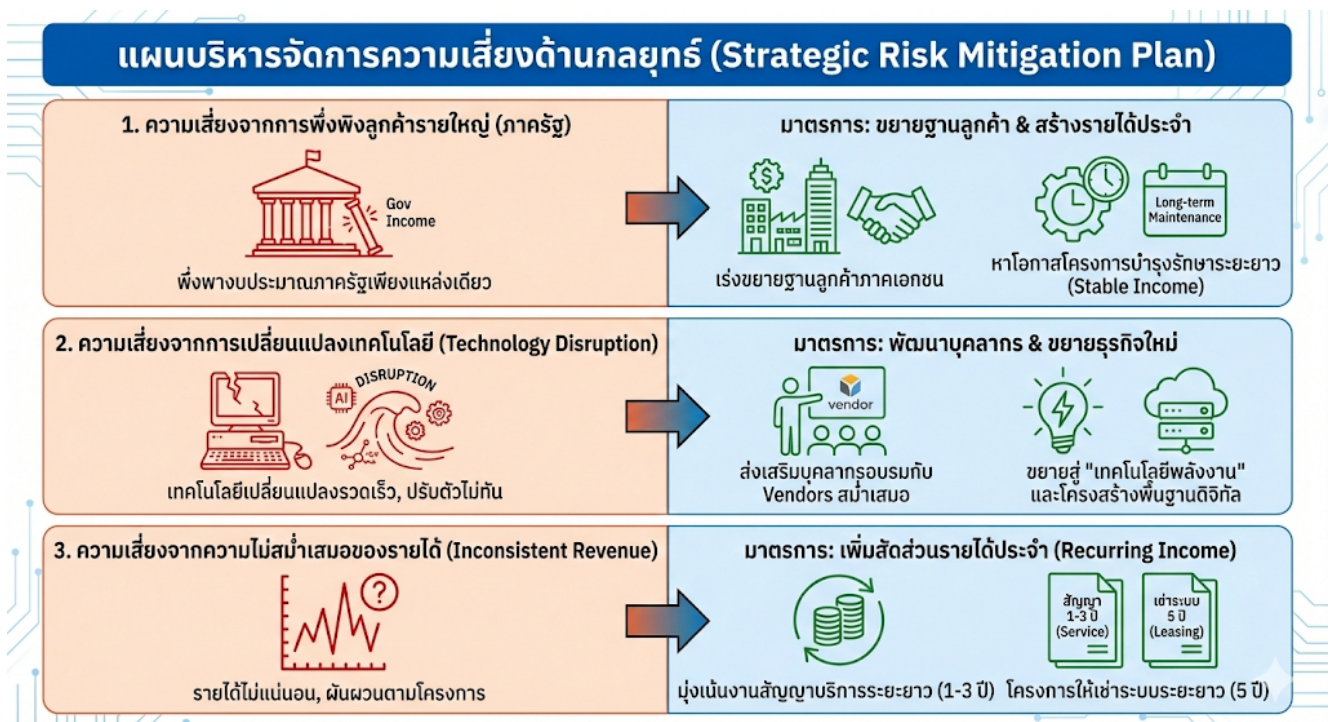 แผนบริหารจัดการความเสี่ยงด้านกลยุทธ์ (Strategic Risk Mitigation Plan)
1. ความเสี่ยงจากการพึ่งพิงลูกค้ารายใหญ่ (ภาครัฐ)
Gov
Income
พึ่งพางบประมาณภาครัฐเพียงแหล่งเดียว
มาตรการ: ขยายฐานลูกค้า & สร้างรายได้ประจำ
$
เร่งขยายฐานลูกค้าภาคเอกชน
Long-term
Maintenance
หาโอกาสโครงการบำรุงรักษาระยะยาว
(Stable Income)
2. ความเสี่ยงจากการเปลี่ยนแปลงเทคโนโลยี (Technology Disruption)
DISRUPTION
AI
เทคโนโลยีเปลี่ยนแปลงรวดเร็ว, ปรับตัวไม่ทัน
มาตรการ: พัฒนาบุคลากร & ขยายธุรกิจใหม่
vendor
ส่งเสริมบุคลากรอบรมกับ
Vendors สม่ำเสมอ
ขยายสู่ "เทคโนโลยีพลังงาน"
และโครงสร้างพื้นฐานดิจิทัล
3. ความเสี่ยงจากความไม่สม่ำเสมอของรายได้ (Inconsistent Revenue)
?
รายได้ไม่แน่นอน, ผันผวนตามโครงการ
มาตรการ: เพิ่มสัดส่วนรายได้ประจำ (Recurring Income)
มุ่งเน้นงานสัญญาบริการระยะยาว (1-3 ปี)
สัญญา
1-3 ปี
(Service)
เช่าระบบ
5 ปี
(Leasing)
โครงการให้เช่าระบบระยะยาว (5 ปี)